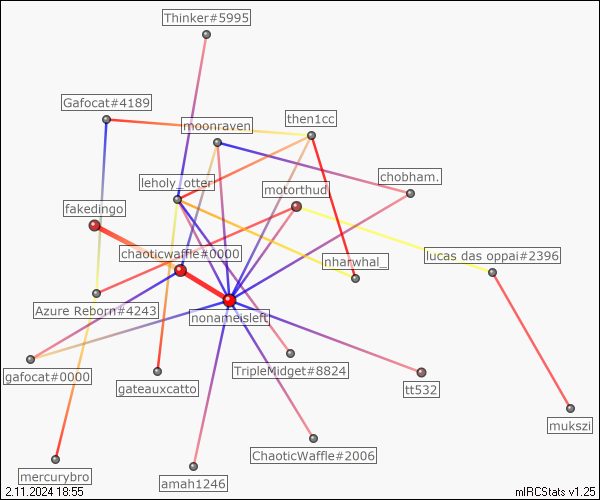 Thinker#5995
Gafocat#4189
then1cc
moonraven
chobham.
leholy_otter
motorthud
fakedingo
chaoticwaffle#0000
lucas das oppai#2396
nharwhal_
Azure Reborn#4243
nonameisleft
gafocat#0000
TripleMidget#8824
gateauxcatto
tt532
mukszi
ChaoticWaffle#2006
mercurybro
amah1246
2.11.2024 18:55
mIRCStats v1.25